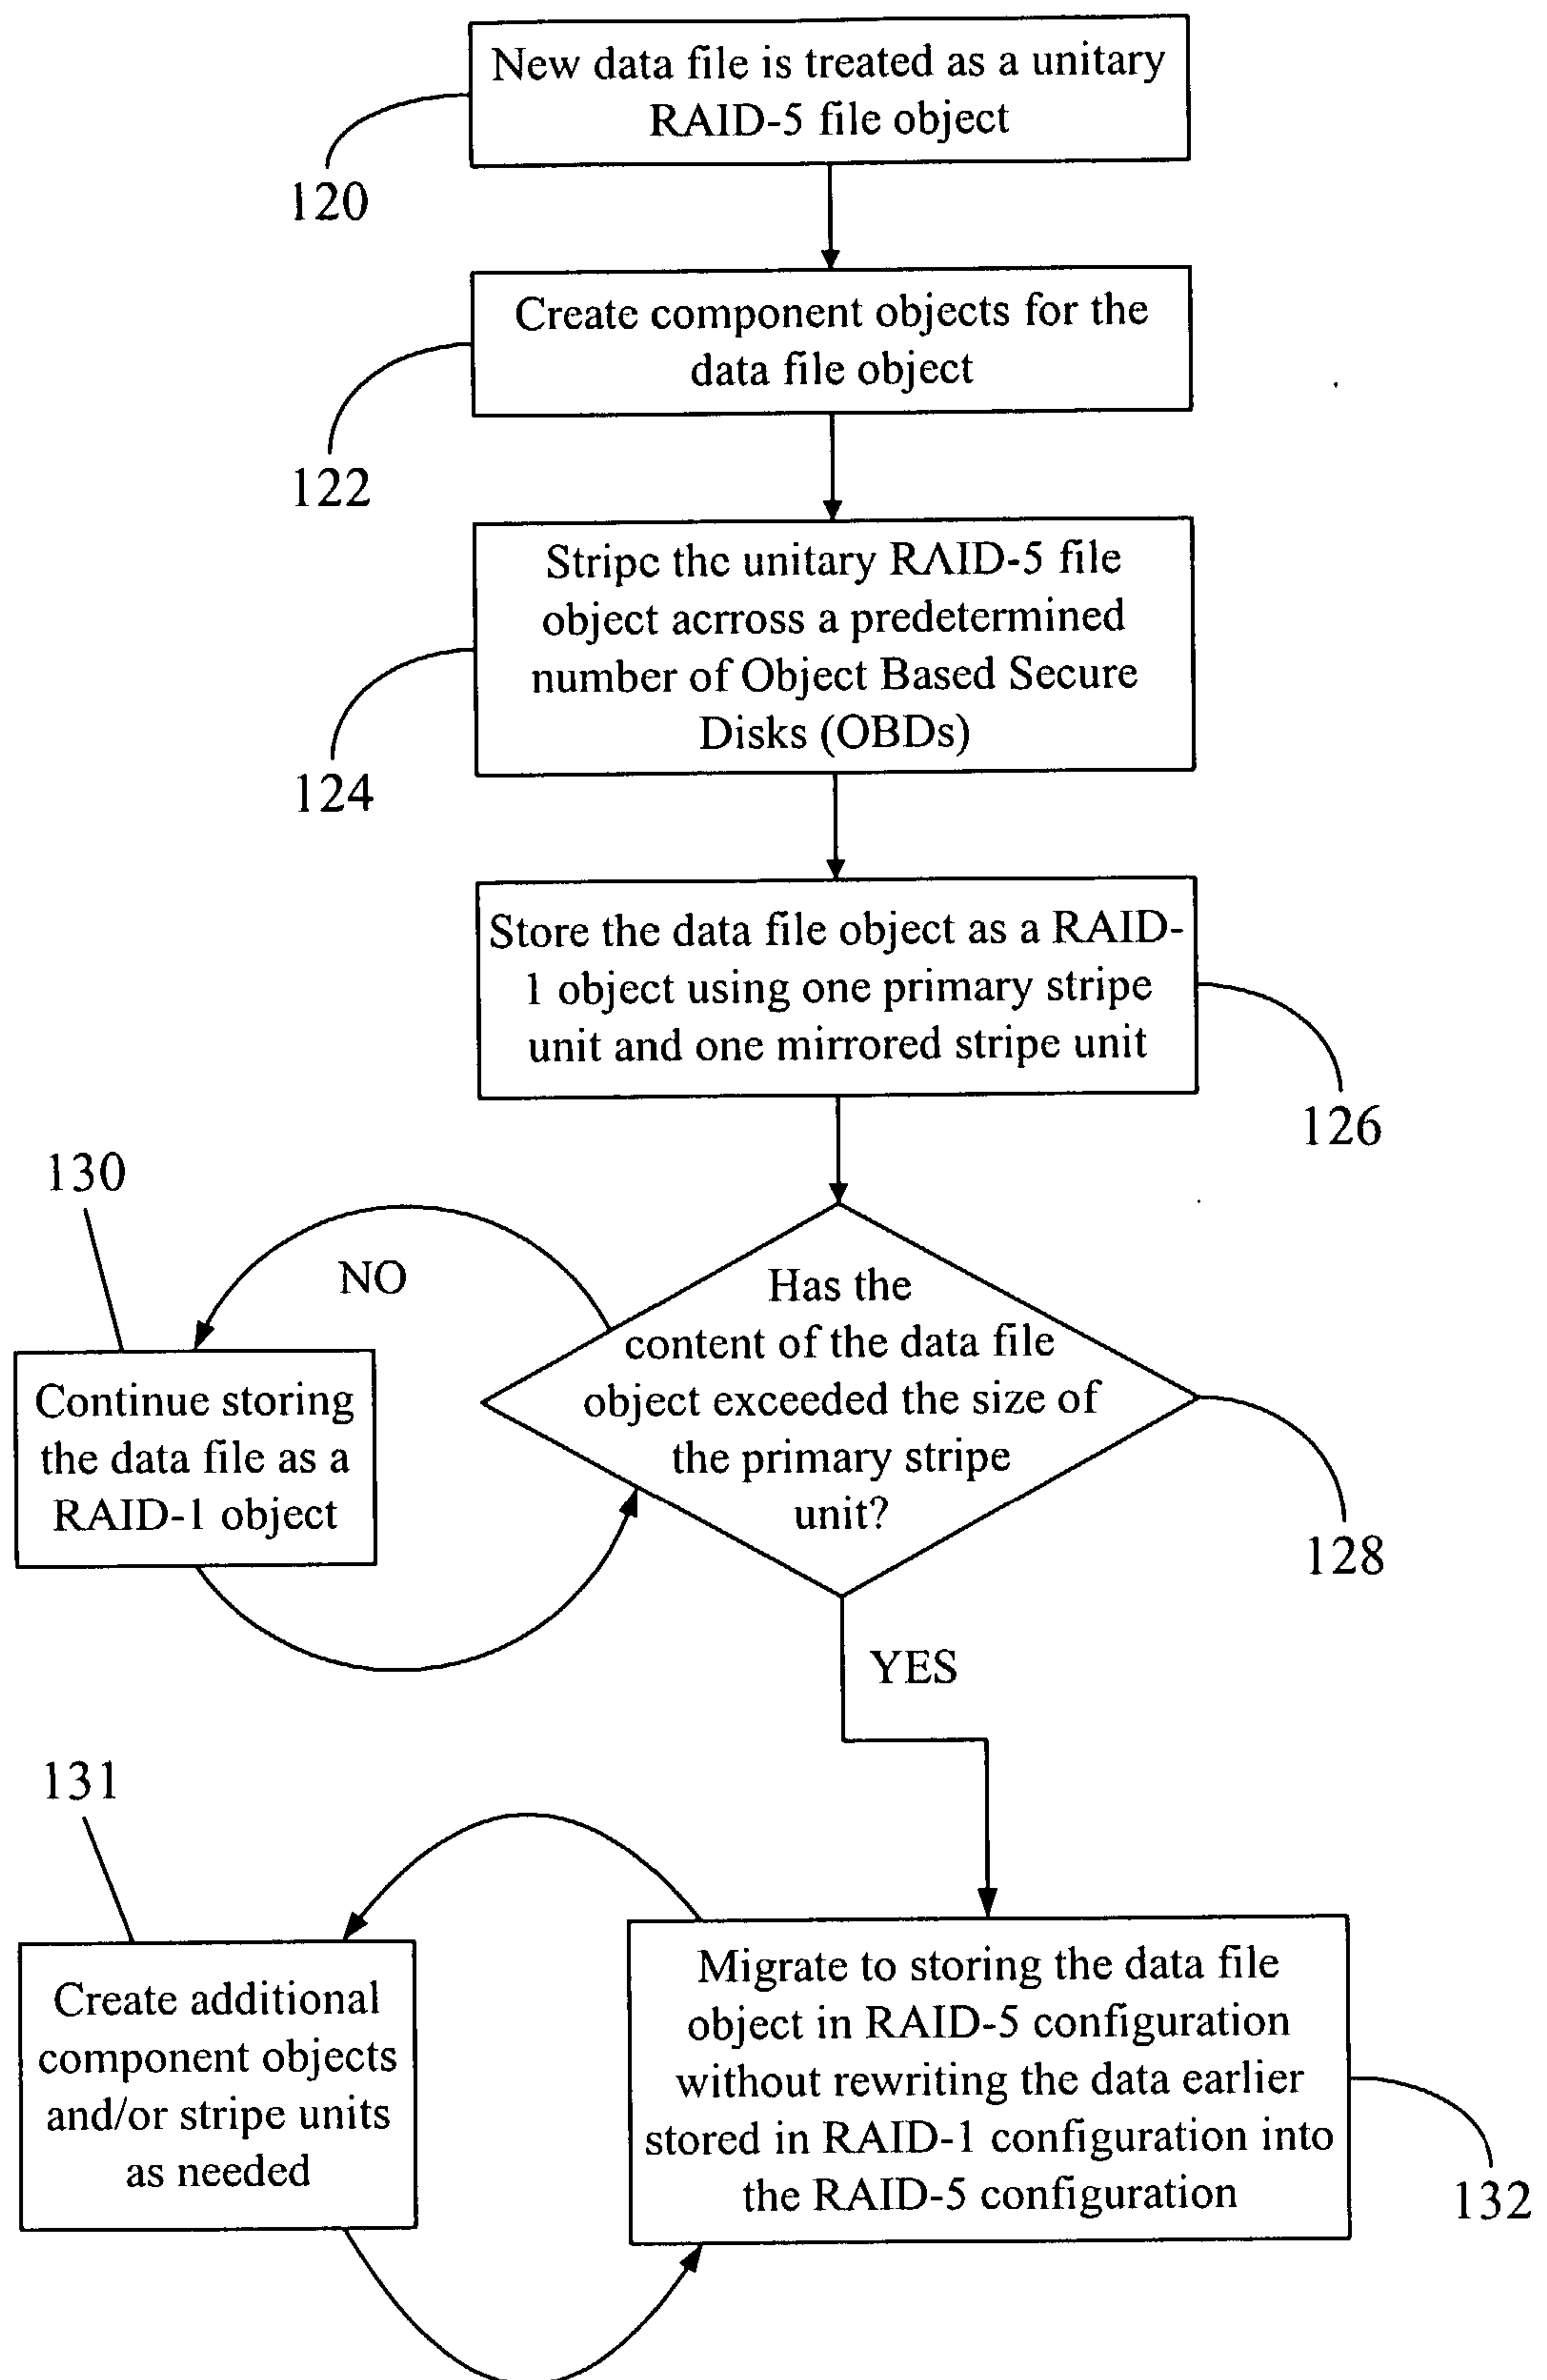 New data file is treated as a unitary
RAID-5 file object
120
Create component objects for the
data file object
122
Stripe the unitary RAID-5 file
object acrross a predetermined
number of Object Based Secure
Disks (OBDs)
124
Store the data file object as a RAID-
1 object using one primary stripe
unit and one mirrored stripe unit
126
130
NO
Has the
content of the data file
object exceeded the size of
the primary stripe
unit?
128
Continue storing
the data file as a
RAID-1 object
YES
131
Create additional
component objects
and/or stripe units
as needed
Migrate to storing the data file
object in RAID-5 configuration
without rewriting the data earlier
stored in RAID-1 configuration into
the RAID-5 configuration
132